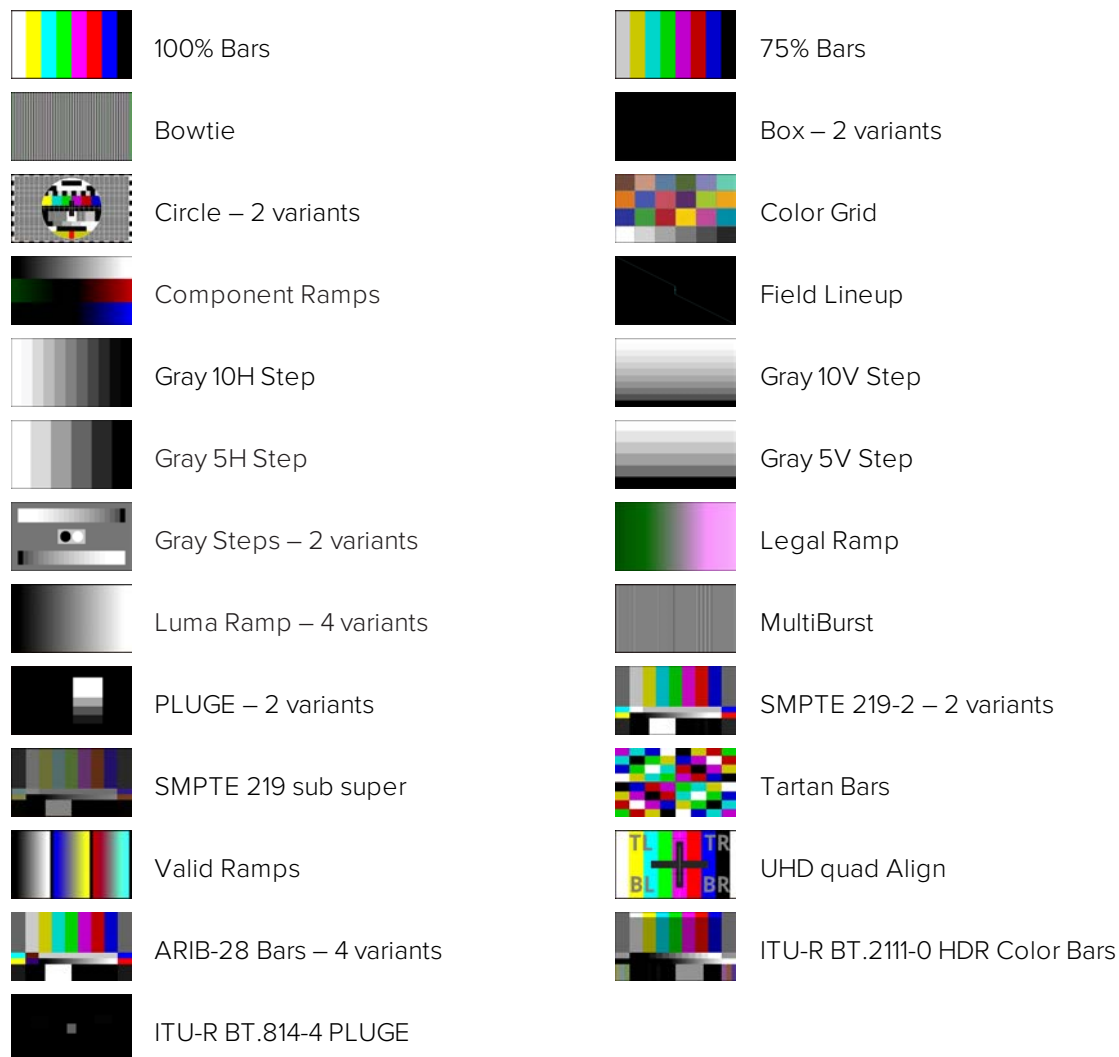 100% Bars
75% Bars
Bowtie
Box – 2 variants
Circle – 2 variants
Color Grid
Component Ramps
Field Lineup
Gray 10H Step
Gray 10V Step
Gray 5H Step
Gray 5V Step
Gray Steps – 2 variants
Legal Ramp
Luma Ramp – 4 variants
MultiBurst
PLUGE – 2 variants
SMPTE 219-2 – 2 variants
SMPTE 219 sub super
Tartan Bars
Valid Ramps
TL TR
BL BR
UHD quad Align
ARIB-28 Bars – 4 variants
ITU-R BT.2111-0 HDR Color Bars
ITU-R BT.814-4 PLUGE